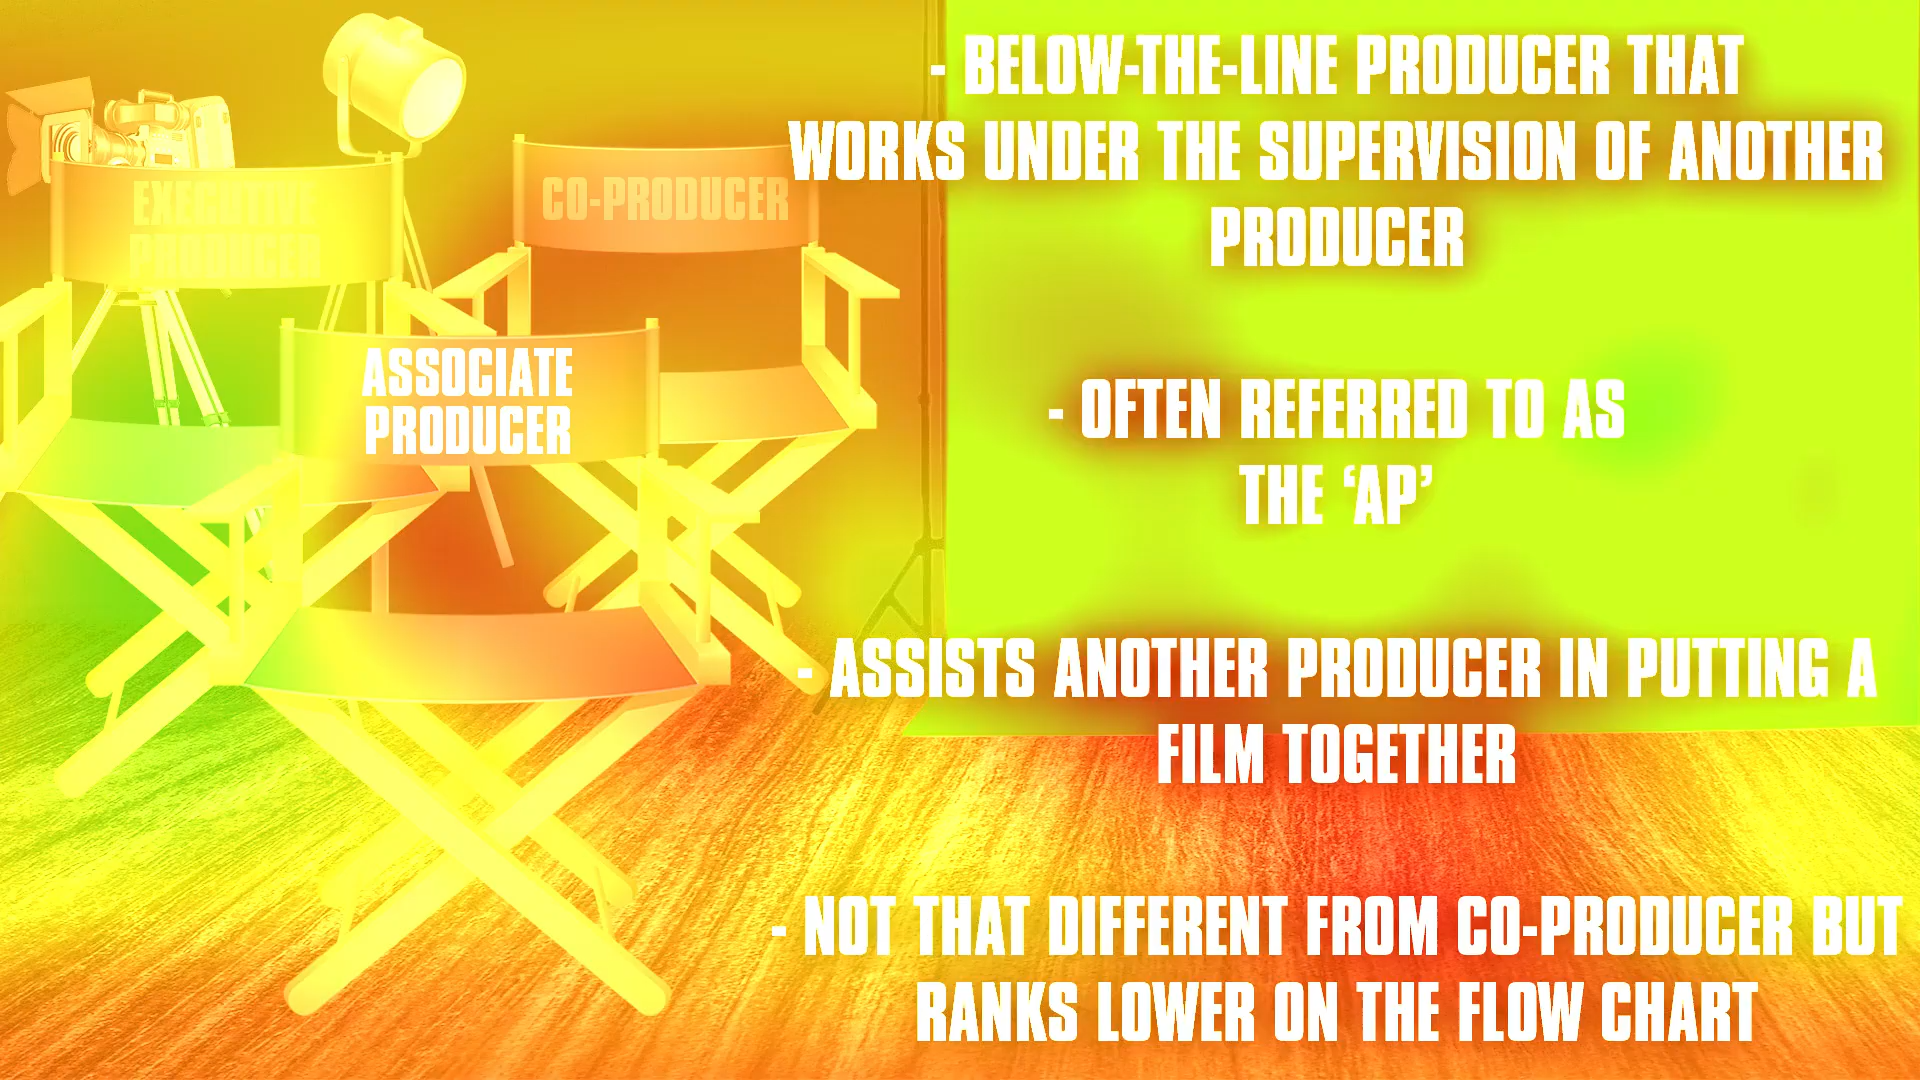 EXECUTIVE
PRODUCER
CO-PRODUCER
ASSOCIATE
PRODUCER
- BELOW-THE-LINE PRODUCER THAT
WORKS UNDER THE SUPERVISION OF ANOTHER
PRODUCER
- OFTEN REFERRED TO AS
THE ‘AP’
- ASSISTS ANOTHER PRODUCER IN PUTTING A
FILM TOGETHER
- NOT THAT DIFFERENT FROM CO-PRODUCER BUT
RANKS LOWER ON THE FLOW CHART